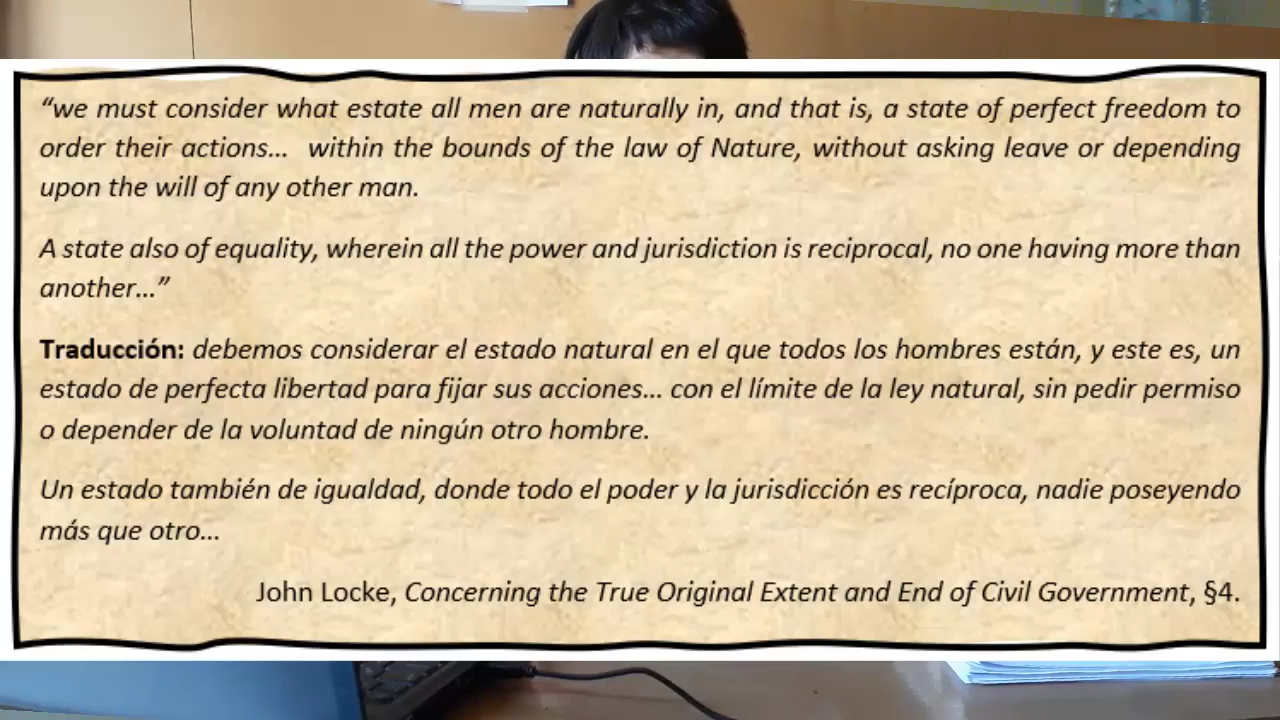 “we must consider what estate all men are naturally in, and that is, a state of perfect freedom to
order their actions… within the bounds of the law of Nature, without asking leave or depending
upon the will of any other man.
A state also of equality, wherein all the power and jurisdiction is reciprocal, no one having more than
another…”
Traducción: debemos considerar el estado natural en el que todos los hombres están, y este es, un
estado de perfecta libertad para fijar sus acciones… con el límite de la ley natural, sin pedir permiso
o depender de la voluntad de ningún otro hombre.
Un estado también de igualdad, donde todo el poder y la jurisdicción es recíproca, nadie poseyendo
más que otro…
John Locke, Concerning the True Original Extent and End of Civil Government, §4.